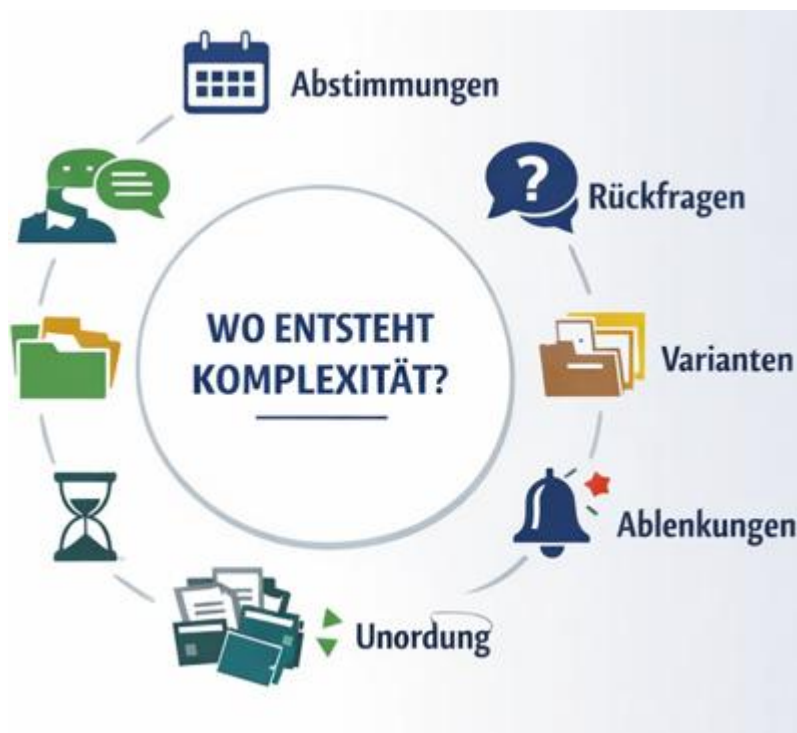 Abstimmungen
?
Rückfragen
WO ENTSTEHT
KOMPLEXITÄT?
Varianten
Ablenkungen
Unordung